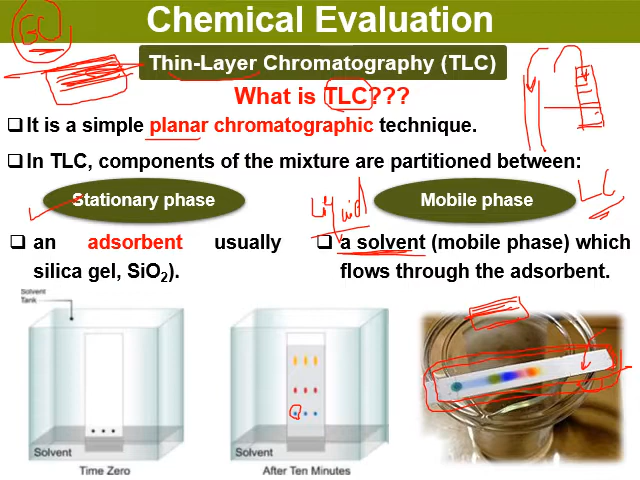 Chemical Evaluation
GC
Thin-Layer Chromatography (TLC)
What is TLC???
❑It is a simple planar chromatographic technique.
❑In TLC, components of the mixture are partitioned between:
Stationary phase
Liquid
Mobile phase
LC
❑ an adsorbent usually silica gel, SiO₂).
❑ a solvent (mobile phase) which flows through the adsorbent.
Solvent
Tank
Solvent
Time Zero
Solvent
After Ten Minutes